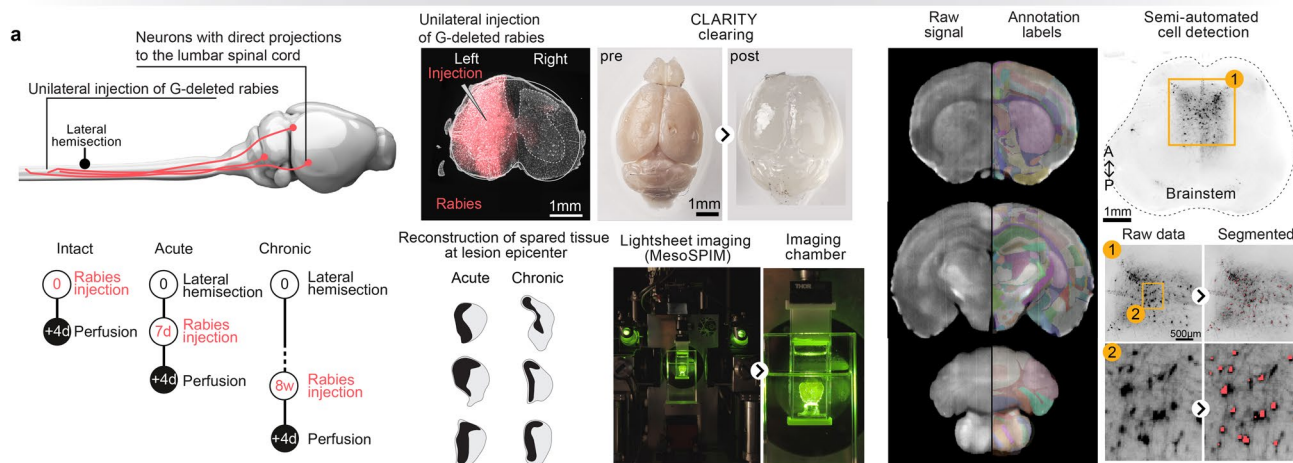 a
Neurons with direct projections
to the lumbar spinal cord
Unilateral injection of G-deleted rabies
Lateral
hemisection
Intact
0
Rabies
injection
+4d
Perfusion
Acute
0
Lateral
hemisection
7d
Rabies
injection
+4d
Perfusion
Chronic
0
Lateral
hemisection
8w
Rabies
injection
+4d
Perfusion
Unilateral injection
of G-deleted rabies
Left
Right
Injection
Rabies
1mm
CLARITY
clearing
pre
post
1mm
Reconstruction of spared tissue
at lesion epicenter
Acute
Chronic
Lightsheet imaging
(MesoSPIM)
Imaging
chamber
Raw
signal
Annotation
labels
Semi-automated
cell detection
1
A
P
Brainstem
1mm
Raw data
Segmented
1
2
500µm
2